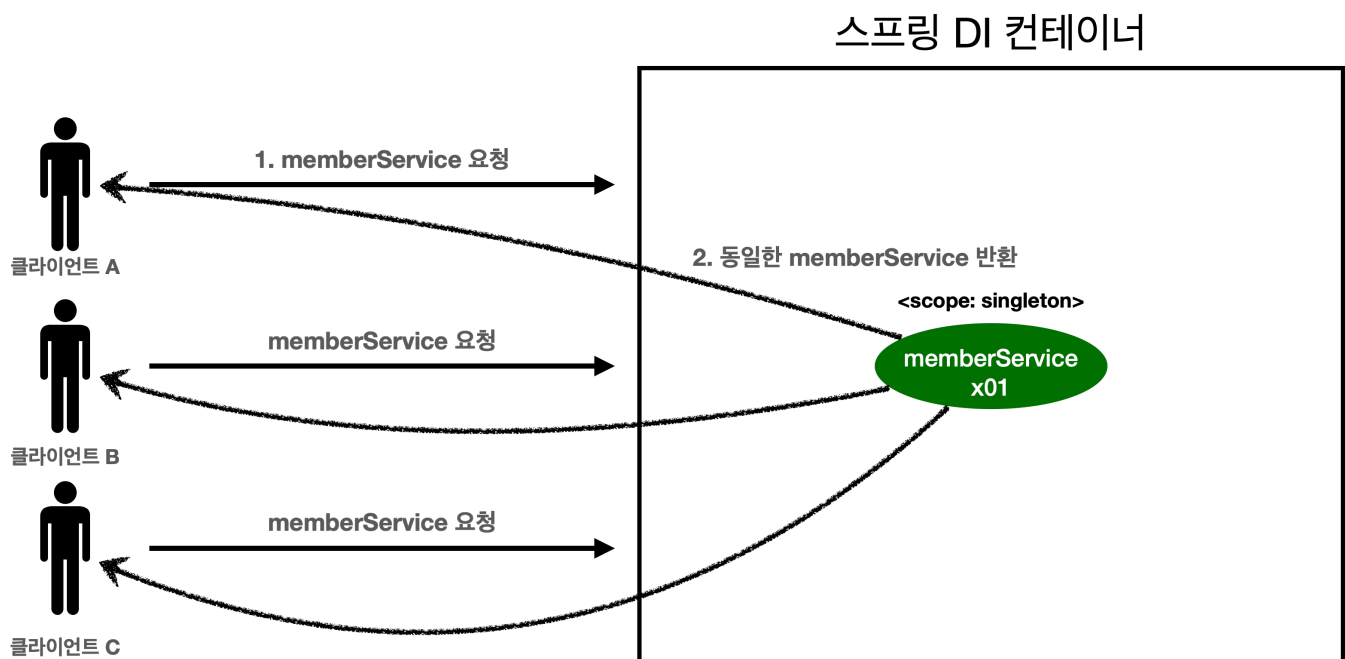 스프링 DI 컨테이너
1. memberService 요청
클라이언트 A
2. 동일한 memberService 반환
<scope: singleton>
memberService
x01
memberService 요청
클라이언트 B
memberService 요청
클라이언트 C